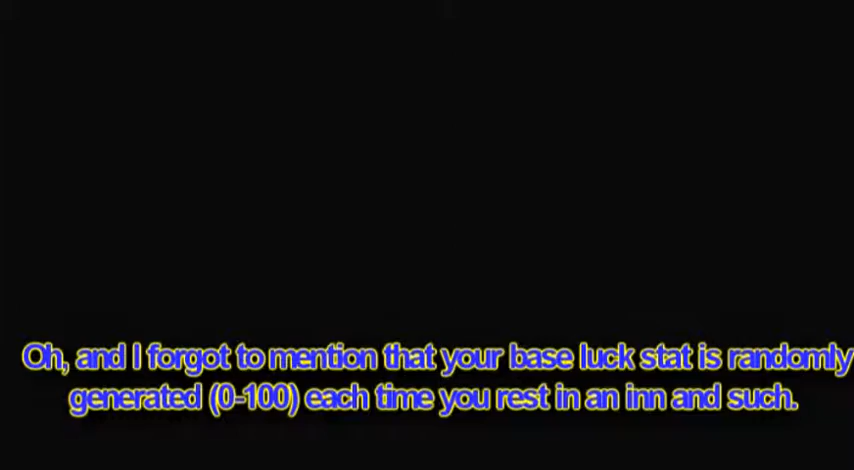 Oh, and I forgot to mention that your base luck stat is randomly
generated (0-100) each time you rest in an inn and such.